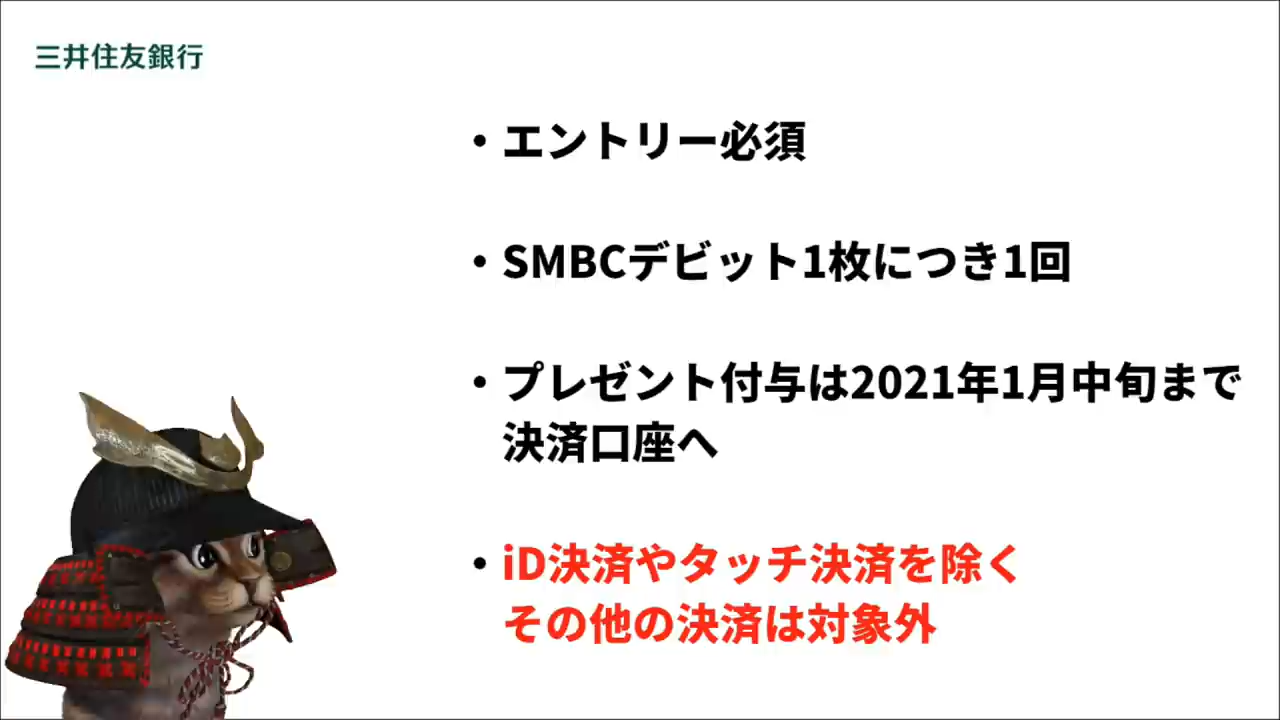 三井住友銀行
・エントリー必須
・SMBCデビット1枚につき1回
・プレゼント付与は2021年1月中旬まで
決済口座へ
・iD決済やタッチ決済を除く
その他の決済は対象外